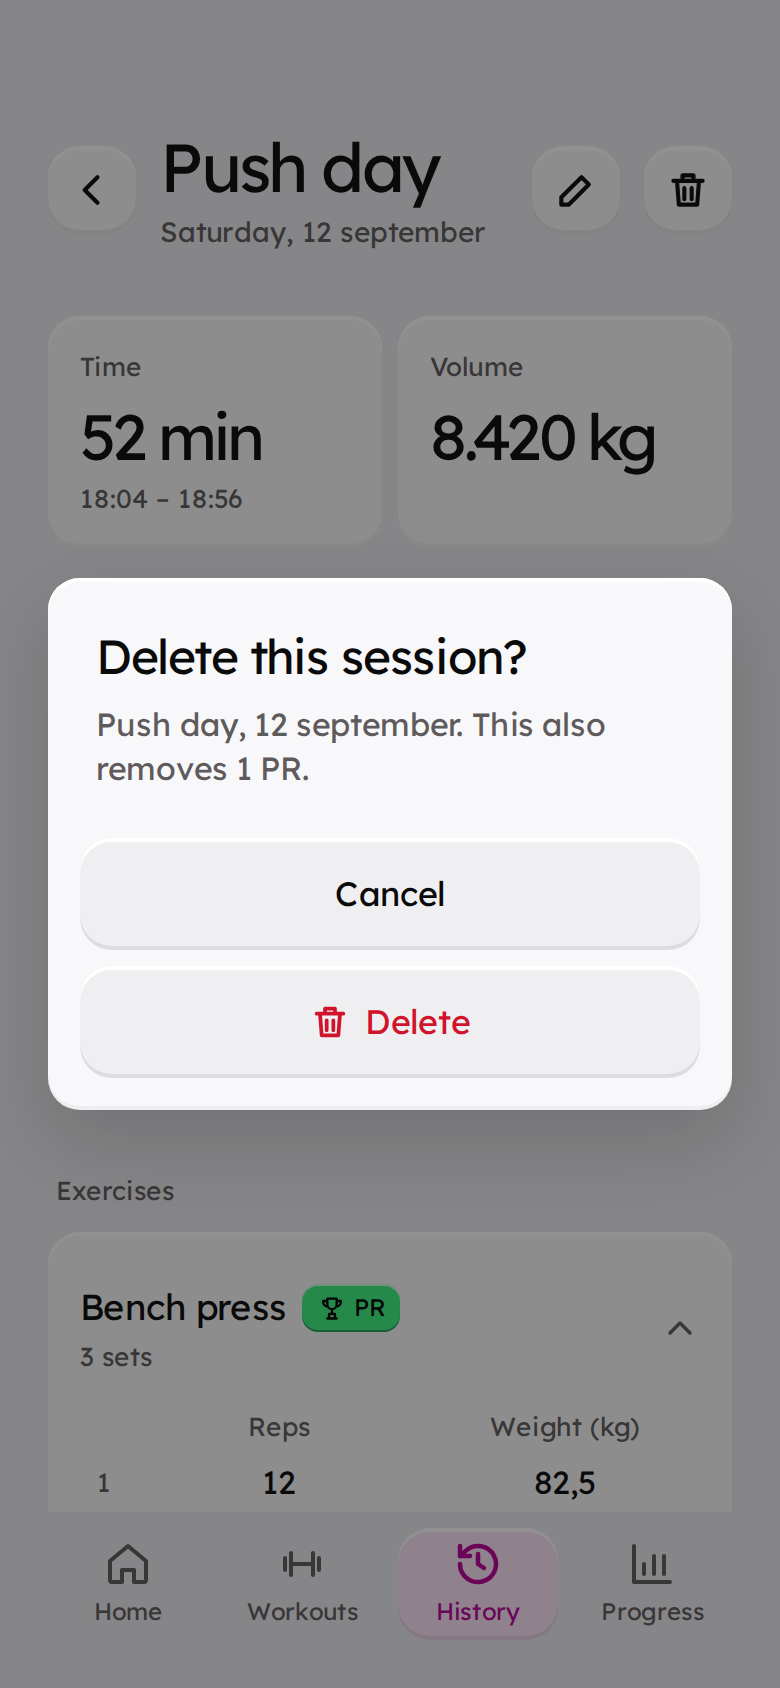 Push day
Saturday, 12 september
Time
52 min
18:04 – 18:56
Volume
8.420 kg
Delete this session?
Push day, 12 september. This also
removes 1 PR.
Cancel
Delete
Exercises
Bench press PR
3 sets
Reps Weight (kg)
1 12 82,5
Home Workouts History Progress